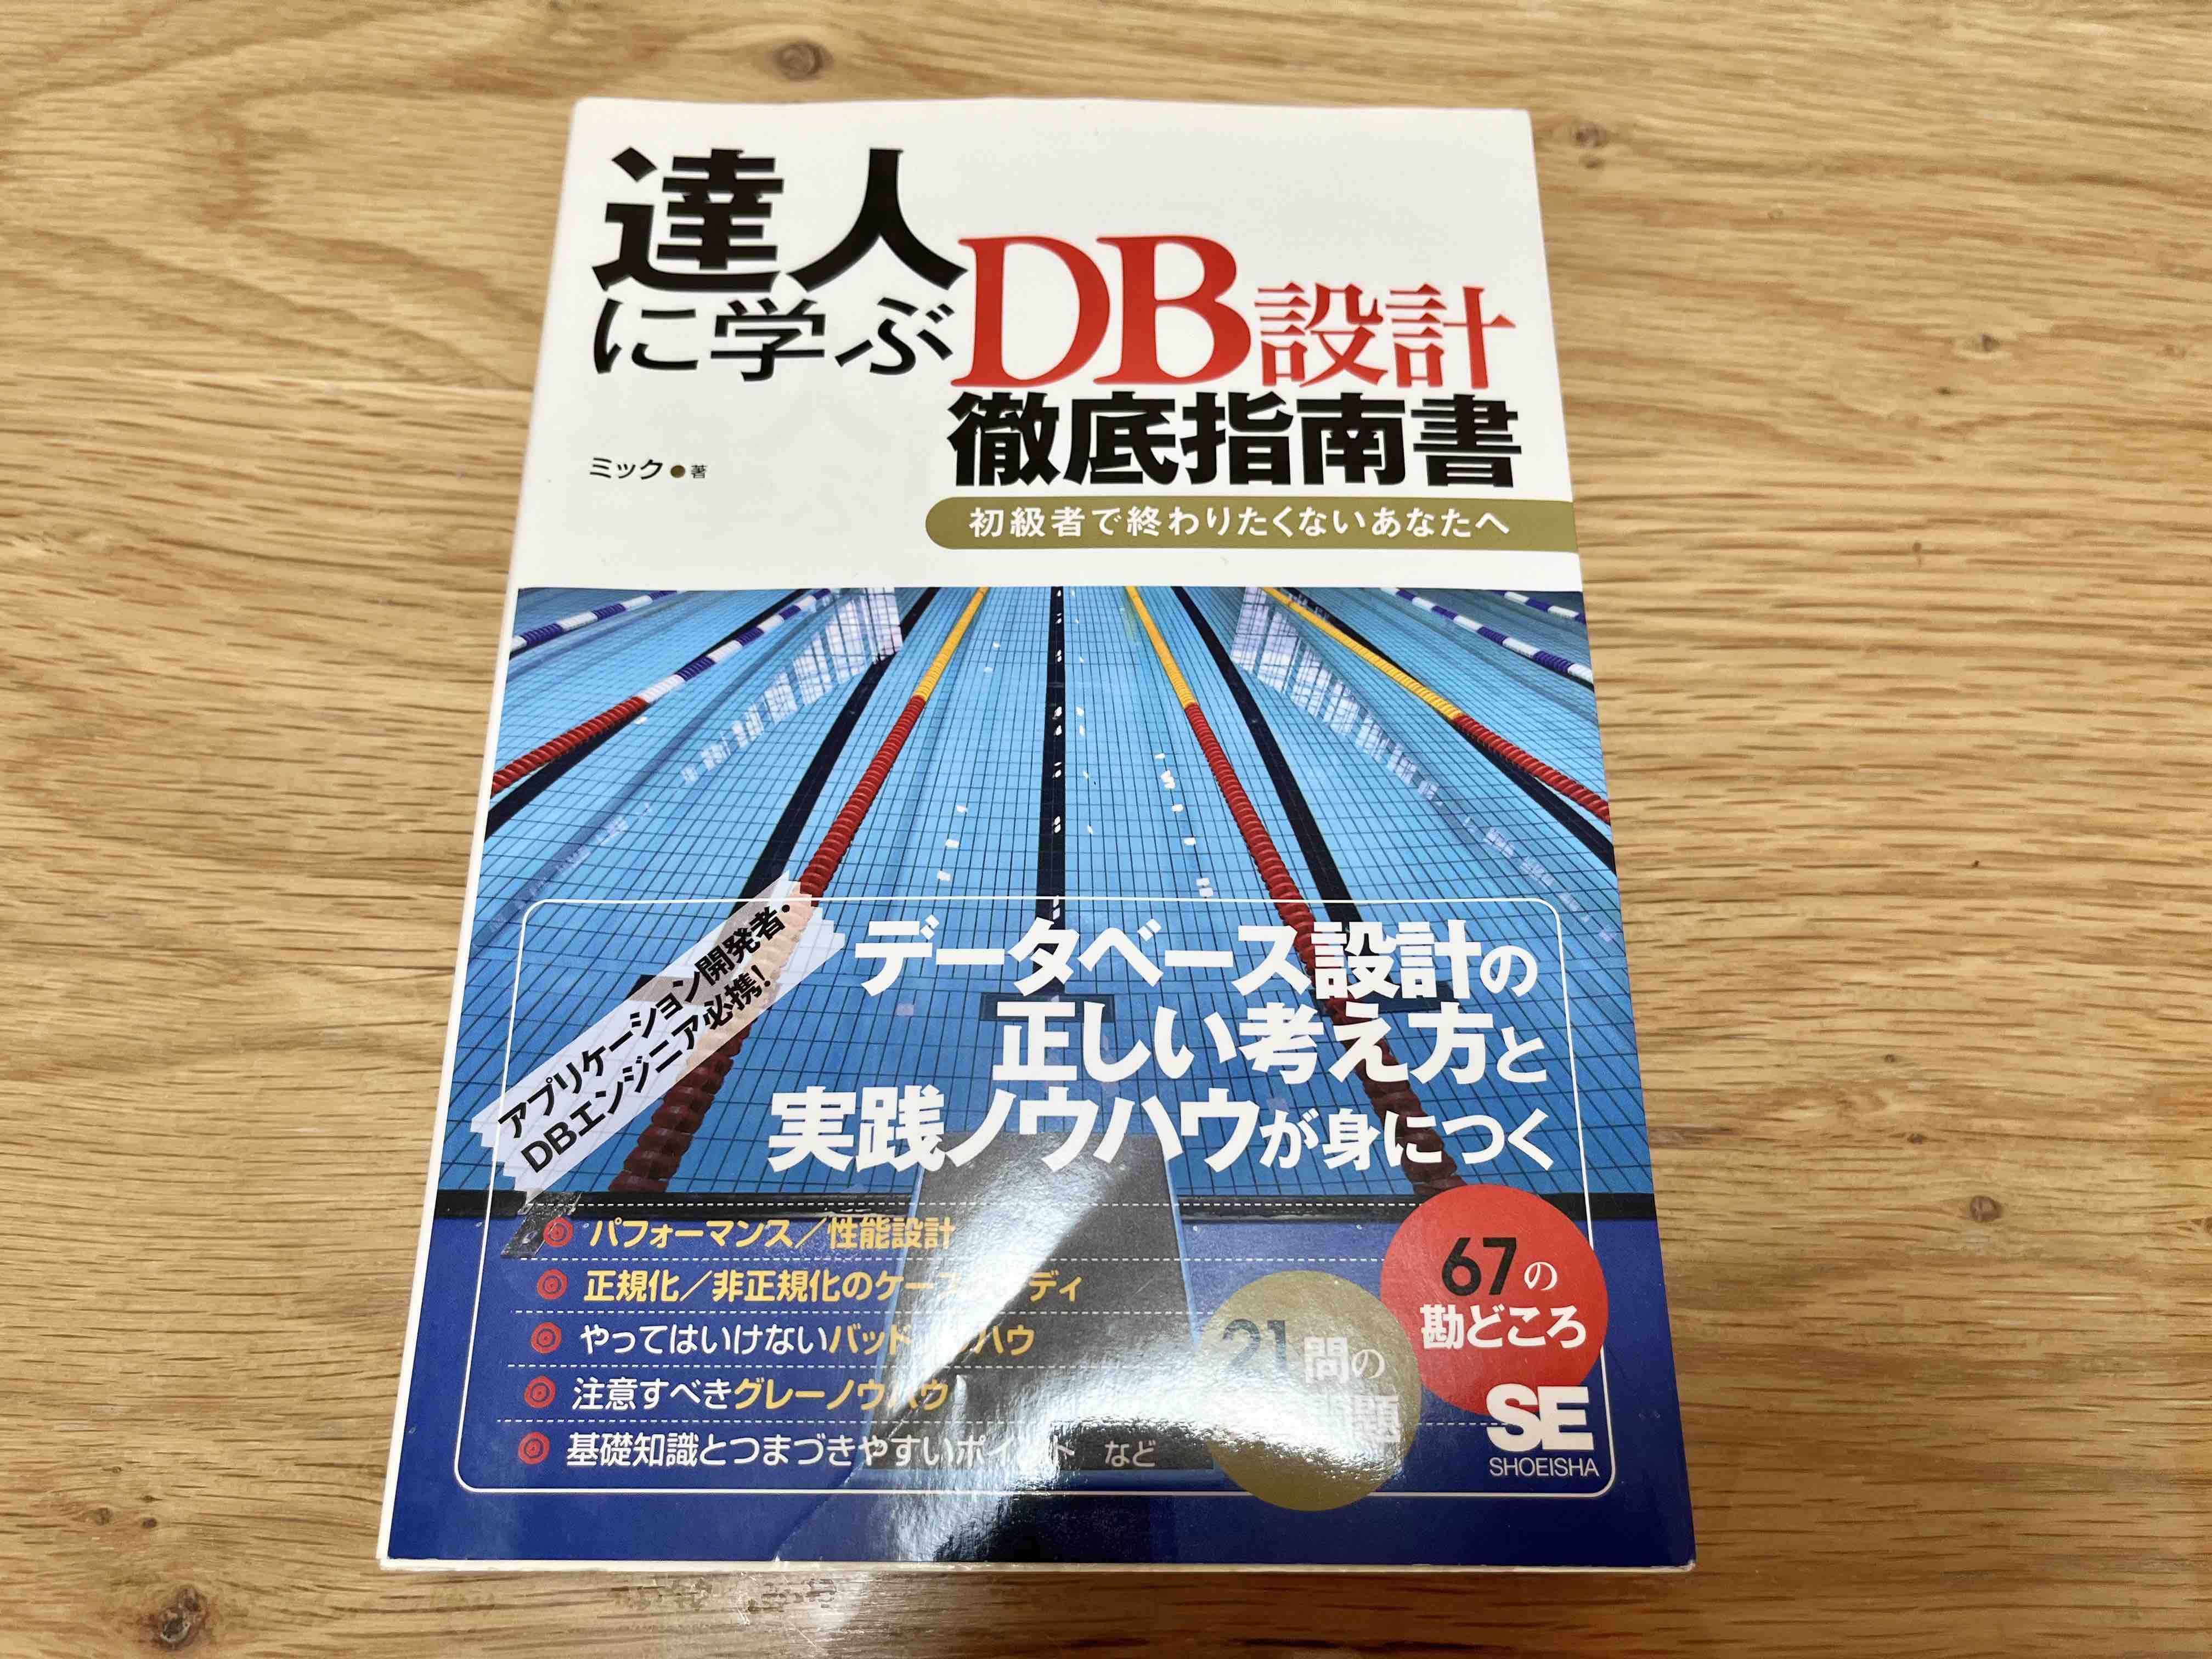 達人
に学ぶ
DB設計
徹底指南書
ミック●著
初級者で終わりたくないあなたへ
アプリケーション開発者・
DBエンジニア必携!
データベース設計の
正しい考え方と
実践ノウハウが身につく
パフォーマンス／性能設計
正規化／非正規化の
やってはいけない
注意すべきグレーノウハウ
基礎知識とつまづきやすいポイント など
67の
勘どころ
21問の
題
SE
SHOEISHA